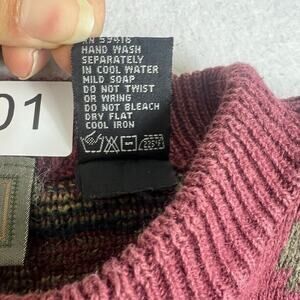 RN 59416
HAND WASH
SEPARATELY
IN COOL WATER
MILD SOAP
DO NOT TWIST
OR WRING
DO NOT BLEACH
DRY FLAT
COOL IRON
01